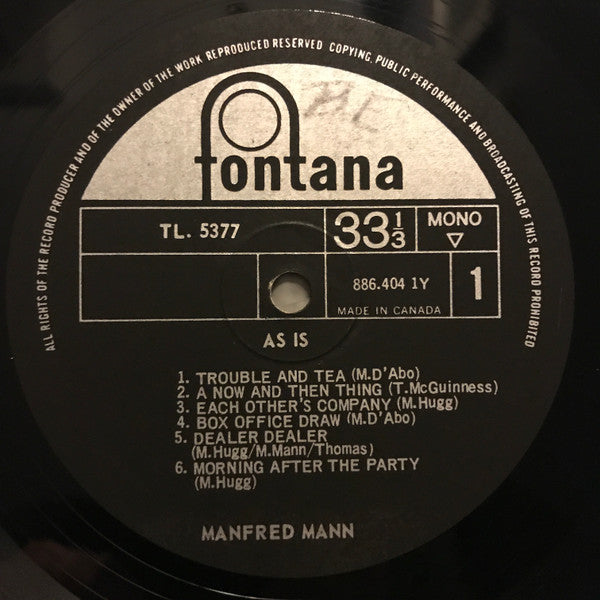 ALL RIGHTS OF THE RECORD PRODUCER AND OF THE OWNER OF THE WORK REPRODUCED RESERVED COPYING, PUBLIC PERFORMANCE AND BROADCASTING OF THIS RECORD PROHIBITED
fontana
TL. 5377
33⅓
MONO
▽
886.404 1Y
1
MADE IN CANADA
AS IS
1. TROUBLE AND TEA (M.D'Abo)
2. A NOW AND THEN THING (T.McGuinness)
3. EACH OTHER'S COMPANY (M.Hugg)
4. BOX OFFICE DRAW (M.D'Abo)
5. DEALER DEALER
(M.Hugg/M.Mann/Thomas)
6. MORNING AFTER THE PARTY
(M.Hugg)
MANFRED MANN